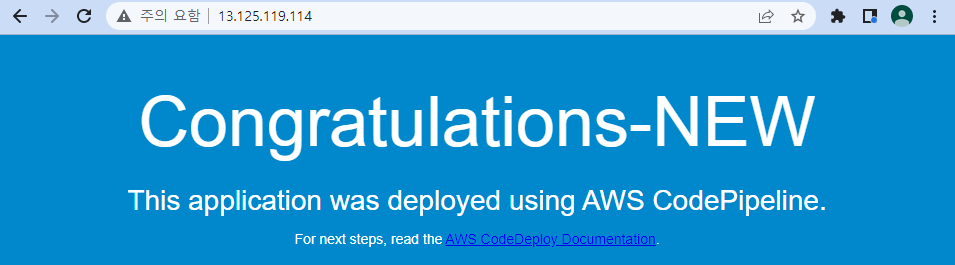 주의 요함 13.125.119.114
Congratulations-NEW
This application was deployed using AWS CodePipeline.
For next steps, read the AWS CodeDeploy Documentation.